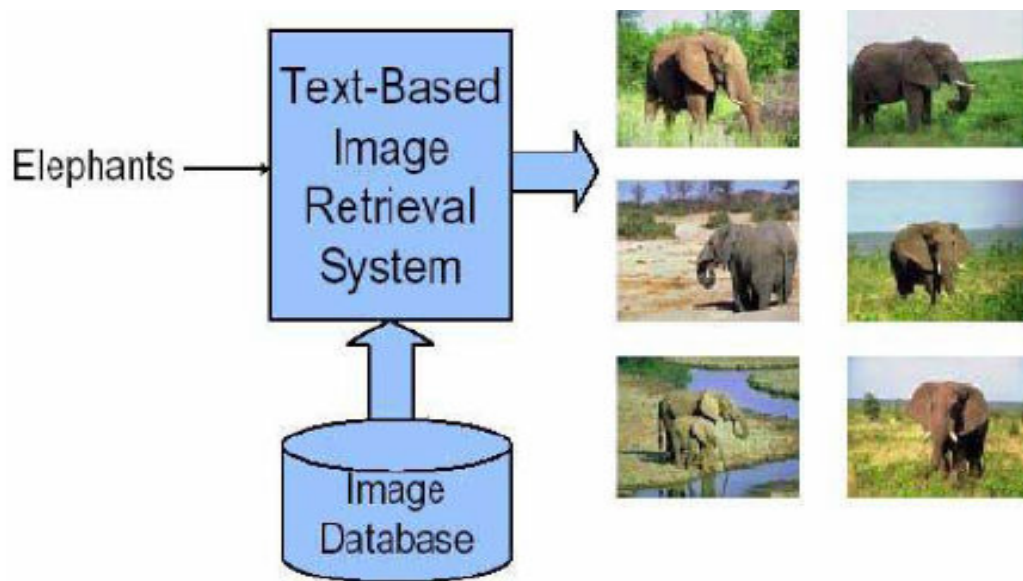 Elephants
Text-Based
Image
Retrieval
System
Image
Database